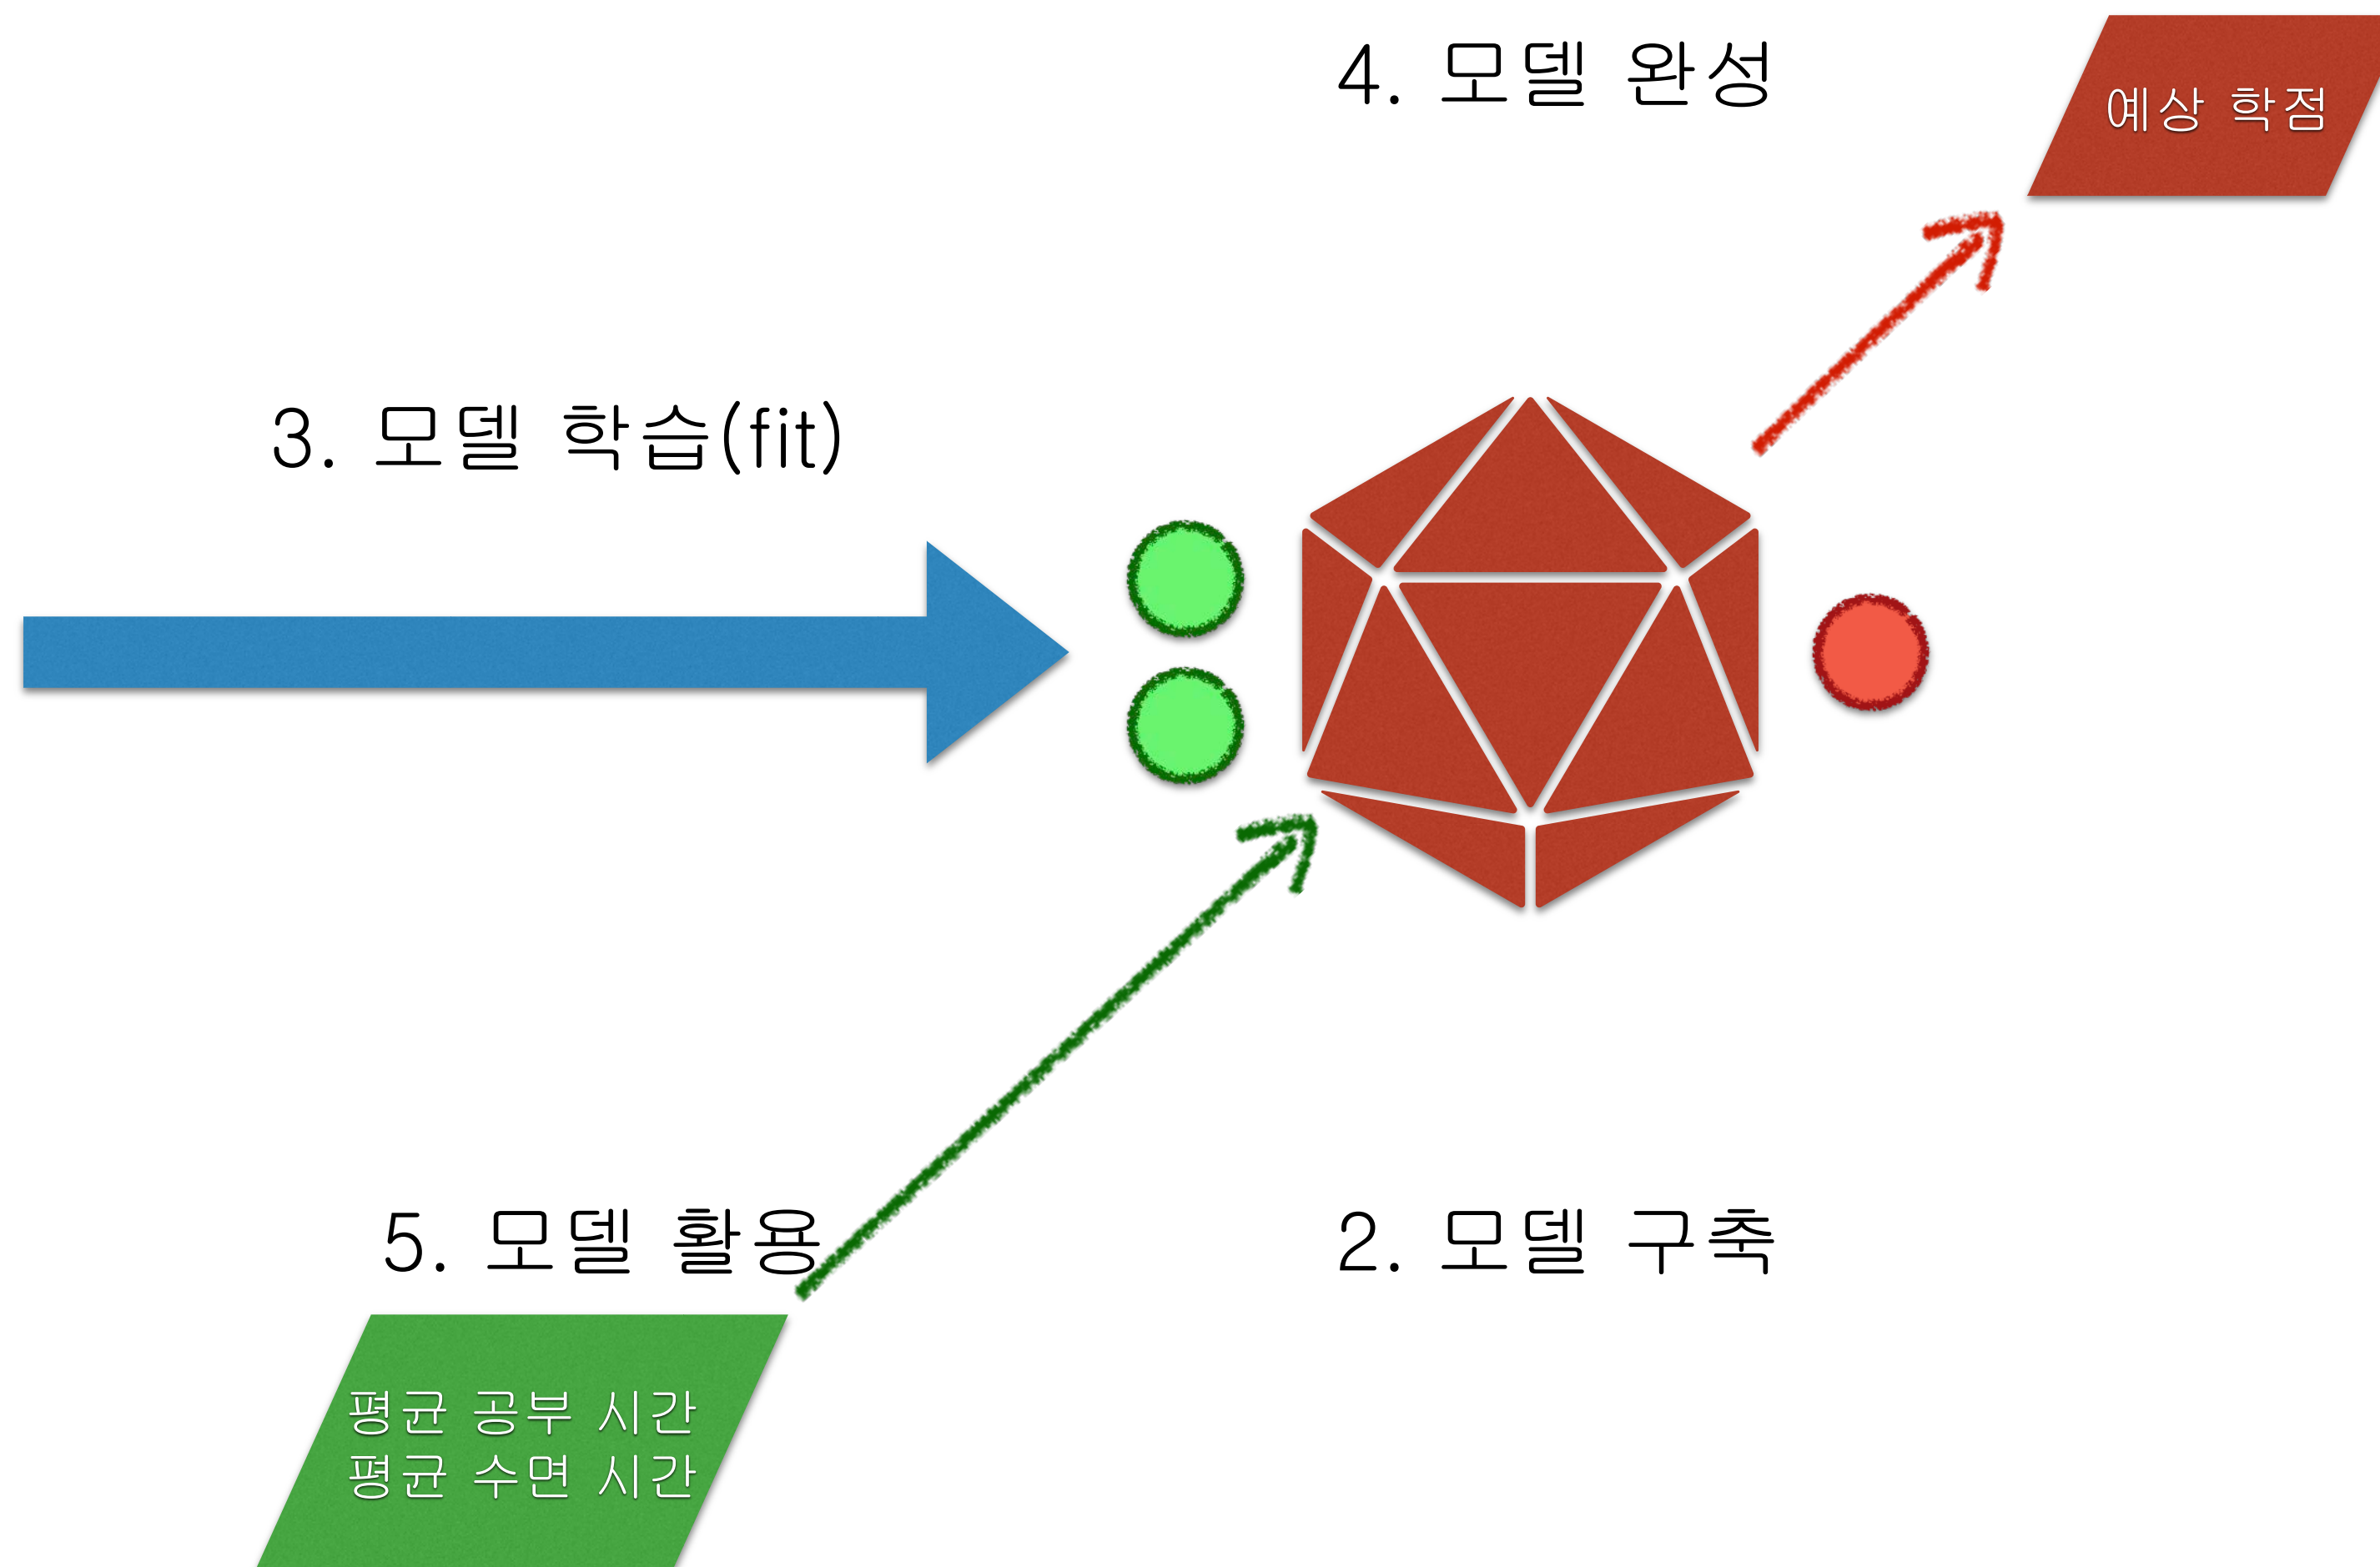 4. 모델 완성
예상 학점
3. 모델 학습(fit)
5. 모델 활용
2. 모델 구축
평균 공부 시간
평균 수면 시간